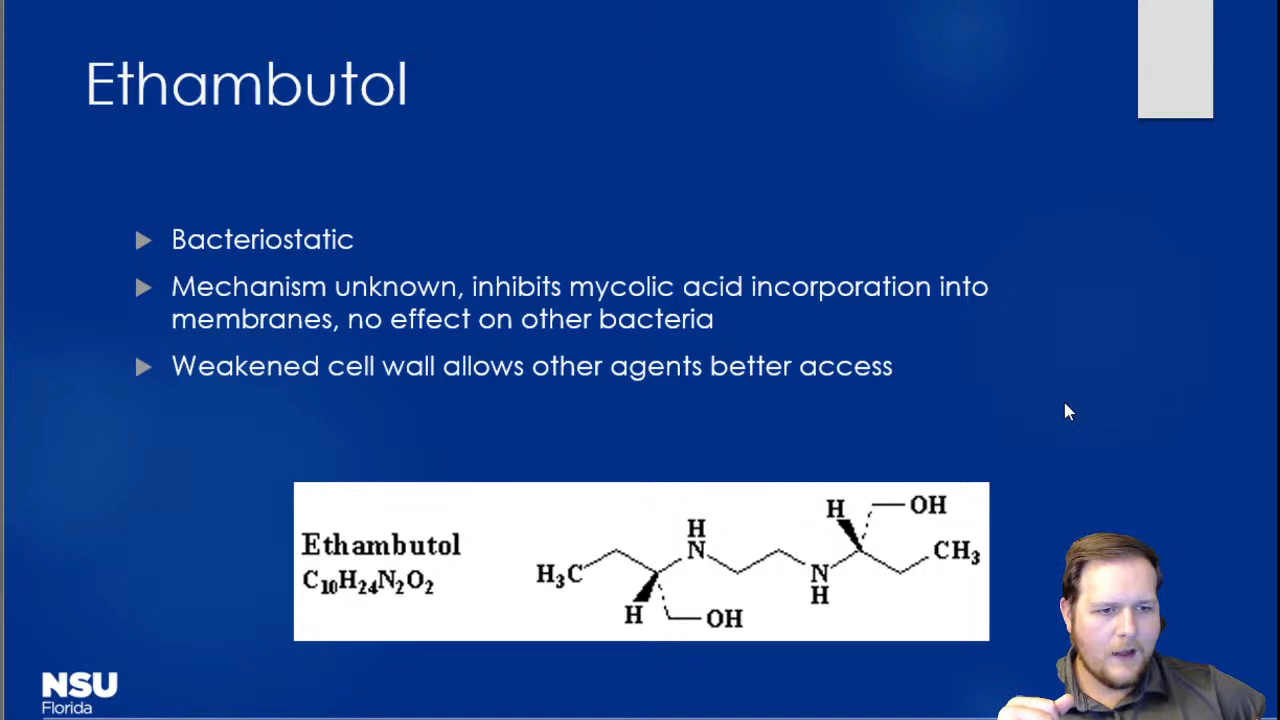 Ethambutol
Bacteriostatic
Mechanism unknown, inhibits mycolic acid incorporation into
membranes, no effect on other bacteria
Weakened cell wall allows other agents better access
Ethambutol
C₁₀H₂₄N₂O₂
H₃C
H
H
N
OH
N
H
H
OH
CH₃
NSU
Florida